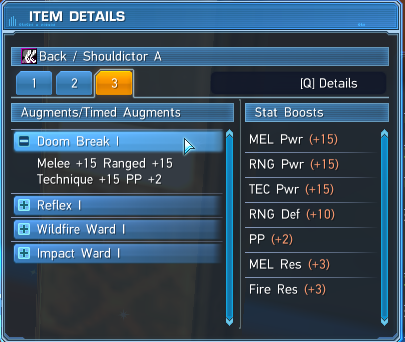 ITEM DETAILS
Back / Shouldictor A
1 2 3 [Q] Details
Augments/Timed Augments
Doom Break I
Melee +15 Ranged +15
Technique +15 PP +2
Reflex I
Wildfire Ward I
Impact Ward I
Stat Boosts
MEL Pwr (+15)
RNG Pwr (+15)
TEC Pwr (+15)
RNG Def (+10)
PP (+2)
MEL Res (+3)
Fire Res (+3)